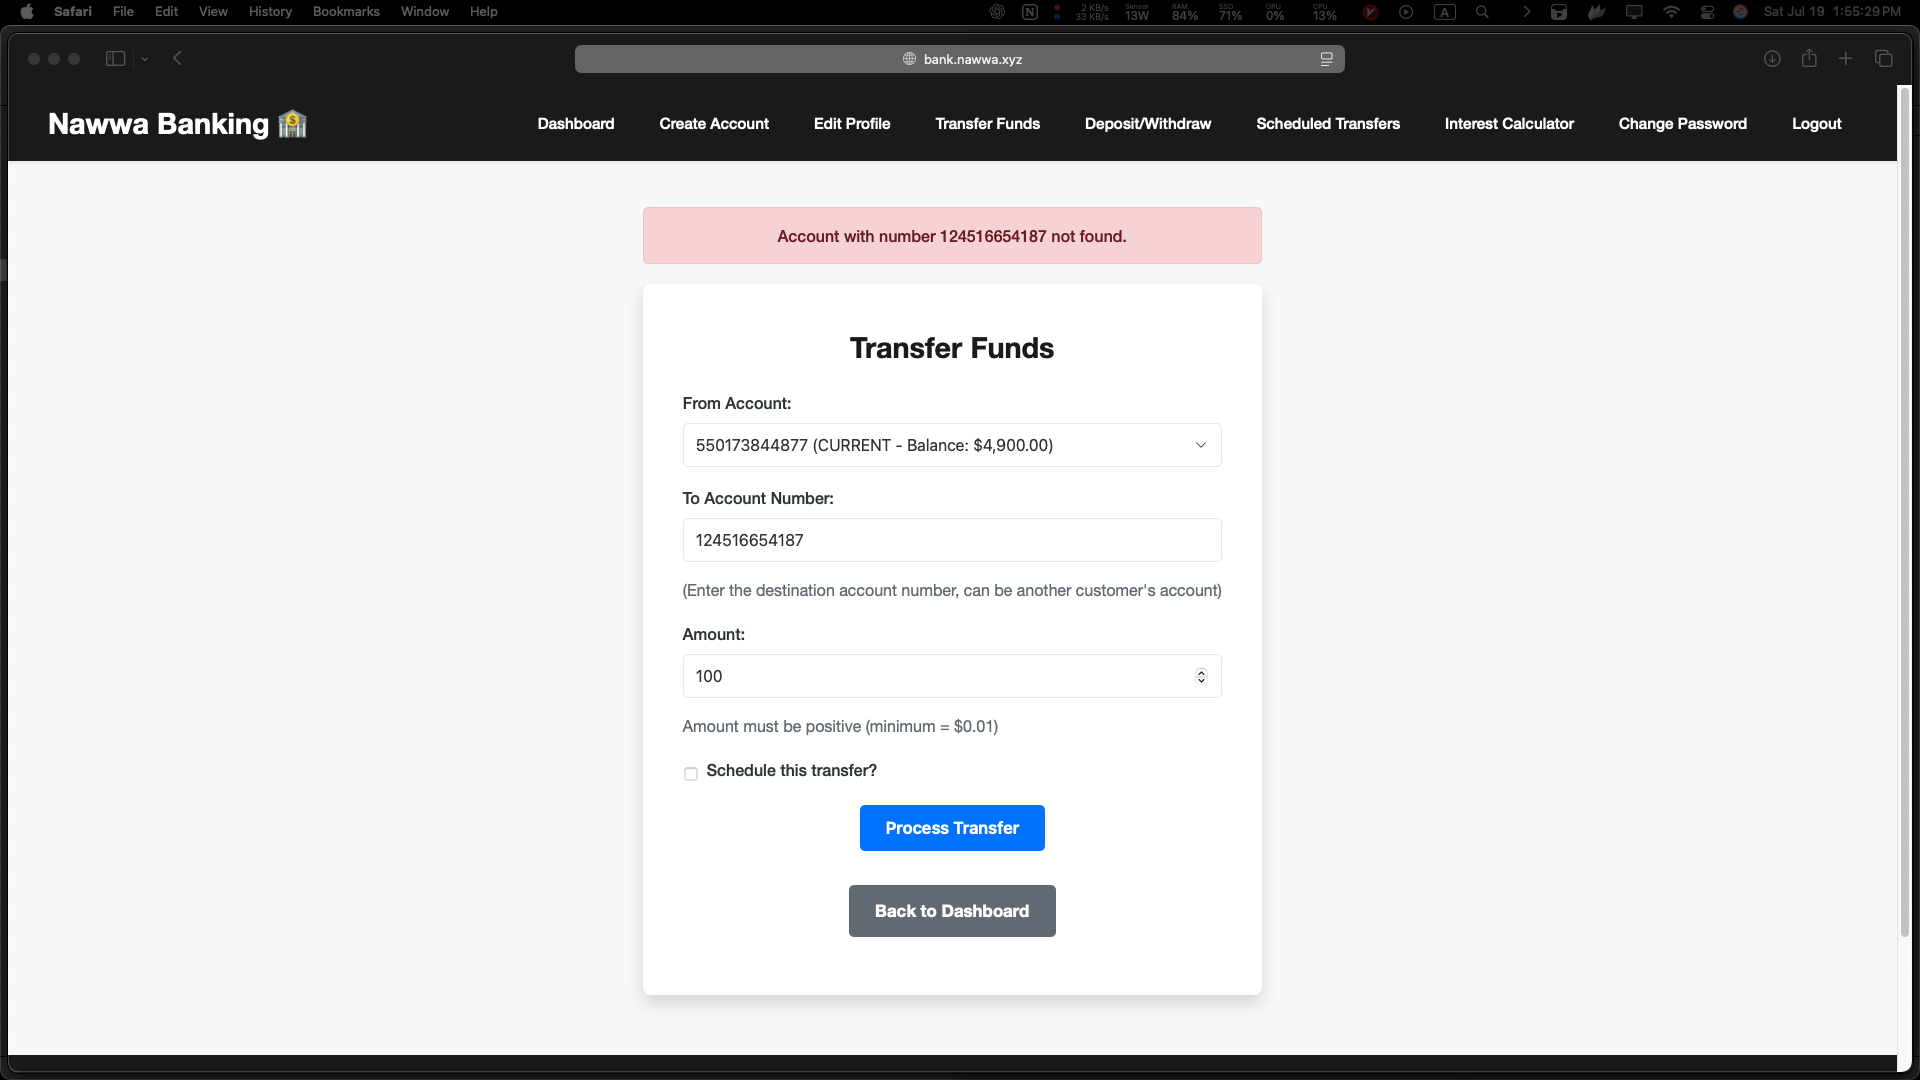 Safari File Edit View History Bookmarks Window Help
2 KB/s
33 KB/s
Sensor
13W
RAM
84%
SSD
71%
GPU
0%
CPU
13%
A
Sat Jul 19 1:55:29 PM
bank.nawwa.xyz
Nawwa Banking
Dashboard Create Account Edit Profile Transfer Funds Deposit/Withdraw Scheduled Transfers Interest Calculator Change Password Logout
Account with number 124516654187 not found.
Transfer Funds
From Account:
550173844877 (CURRENT - Balance: $4,900.00)
To Account Number:
124516654187
(Enter the destination account number, can be another customer's account)
Amount:
100
Amount must be positive (minimum = $0.01)
Schedule this transfer?
Process Transfer
Back to Dashboard